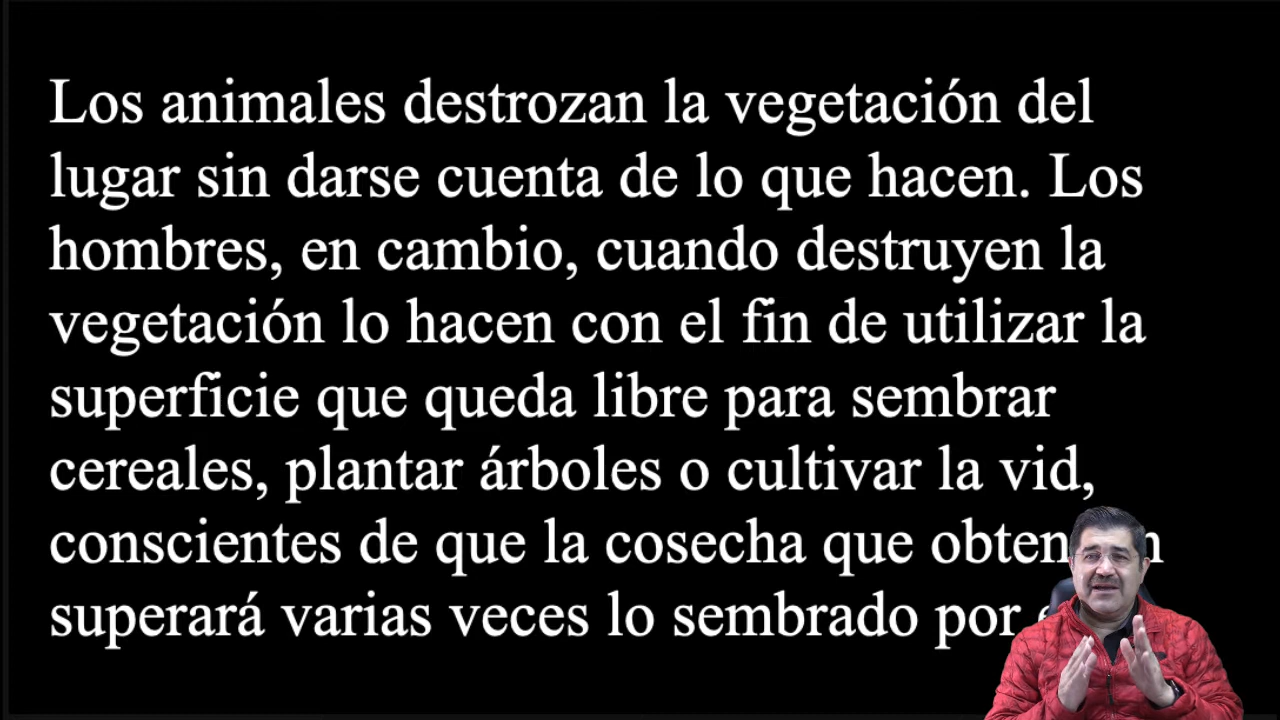 Los animales destrozan la vegetación del
lugar sin darse cuenta de lo que hacen. Los
hombres, en cambio, cuando destruyen la
vegetación lo hacen con el fin de utilizar la
superficie que queda libre para sembrar
cereales, plantar árboles o cultivar la vid,
conscientes de que la cosecha que
superará varias veces lo sembrado por